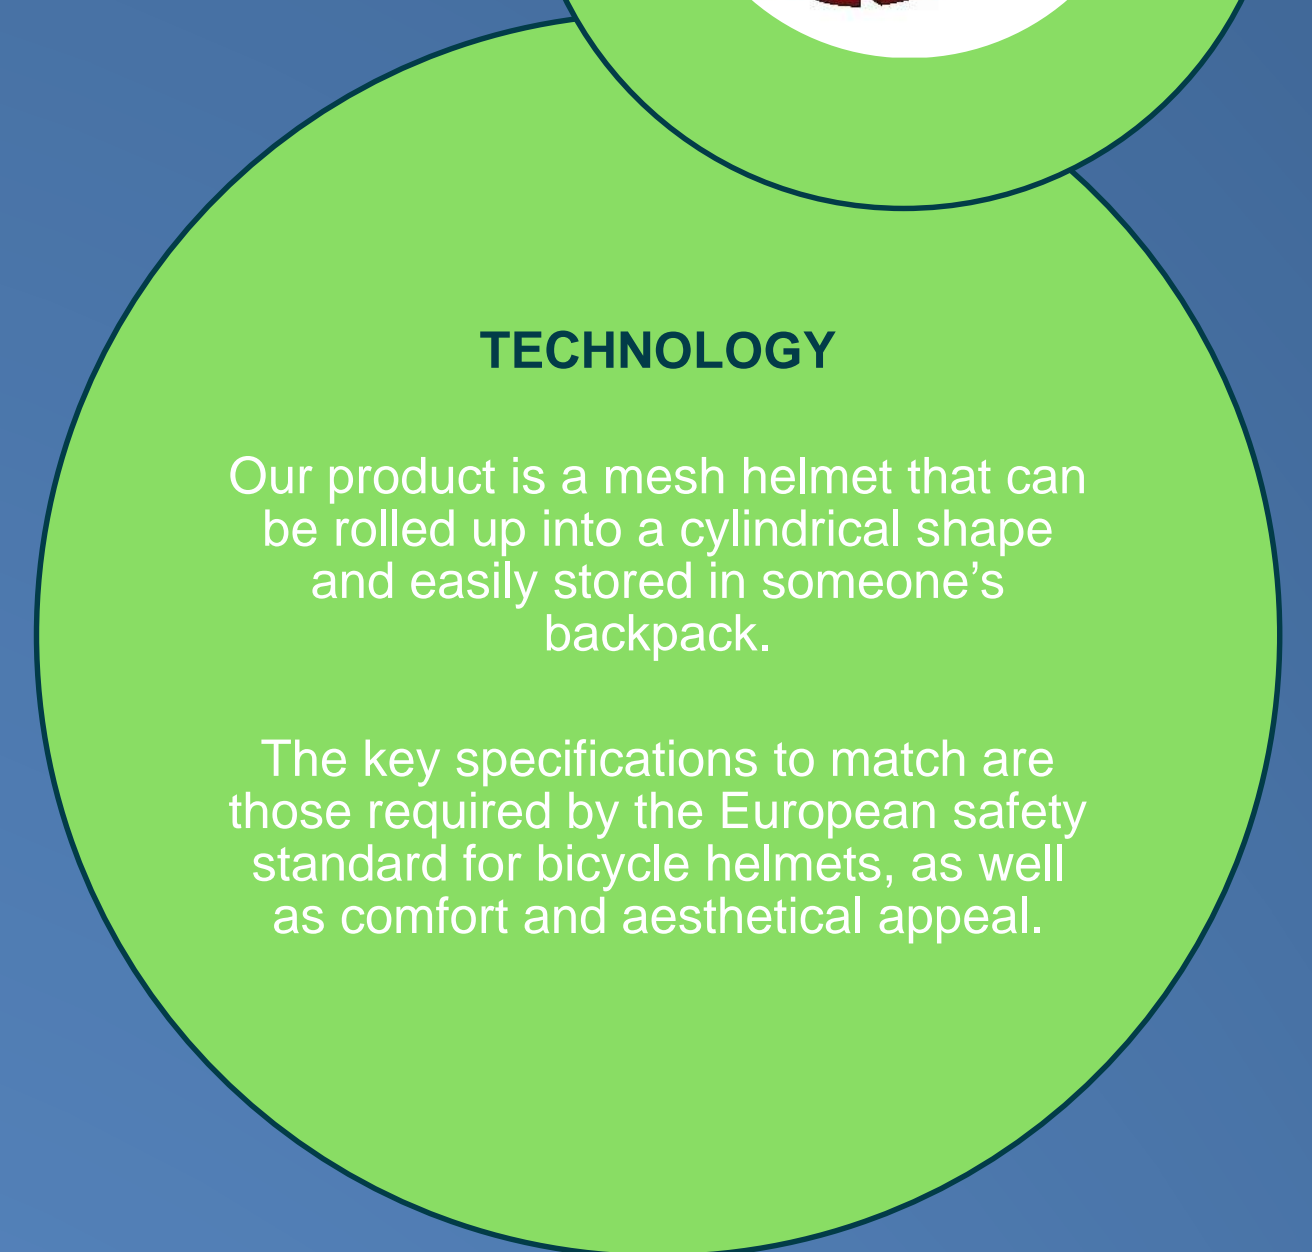 TECHNOLOGY
Our product is a mesh helmet that can
be rolled up into a cylindrical shape
and easily stored in someone’s
backpack.
The key specifications to match are
those required by the European safety
standard for bicycle helmets, as well
as comfort and aesthetical appeal.